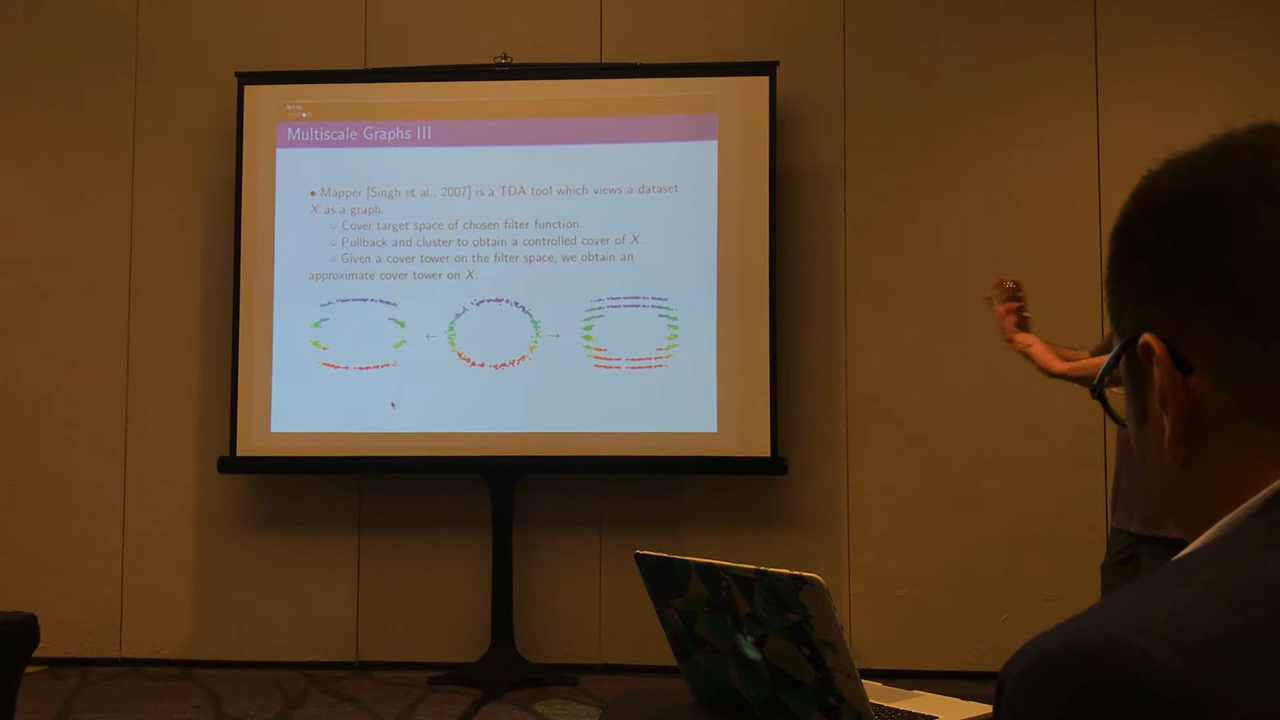 Intro
Multiscale Graphs III
• Mapper [Singh et al., 2007] is a TDA tool which views a dataset
X as a graph.
○ Cover target space of chosen filter function.
○ Pullback and cluster to obtain a controlled cover of X.
○ Given a cover tower on the filter space, we obtain an
approximate cover tower on X.
← →